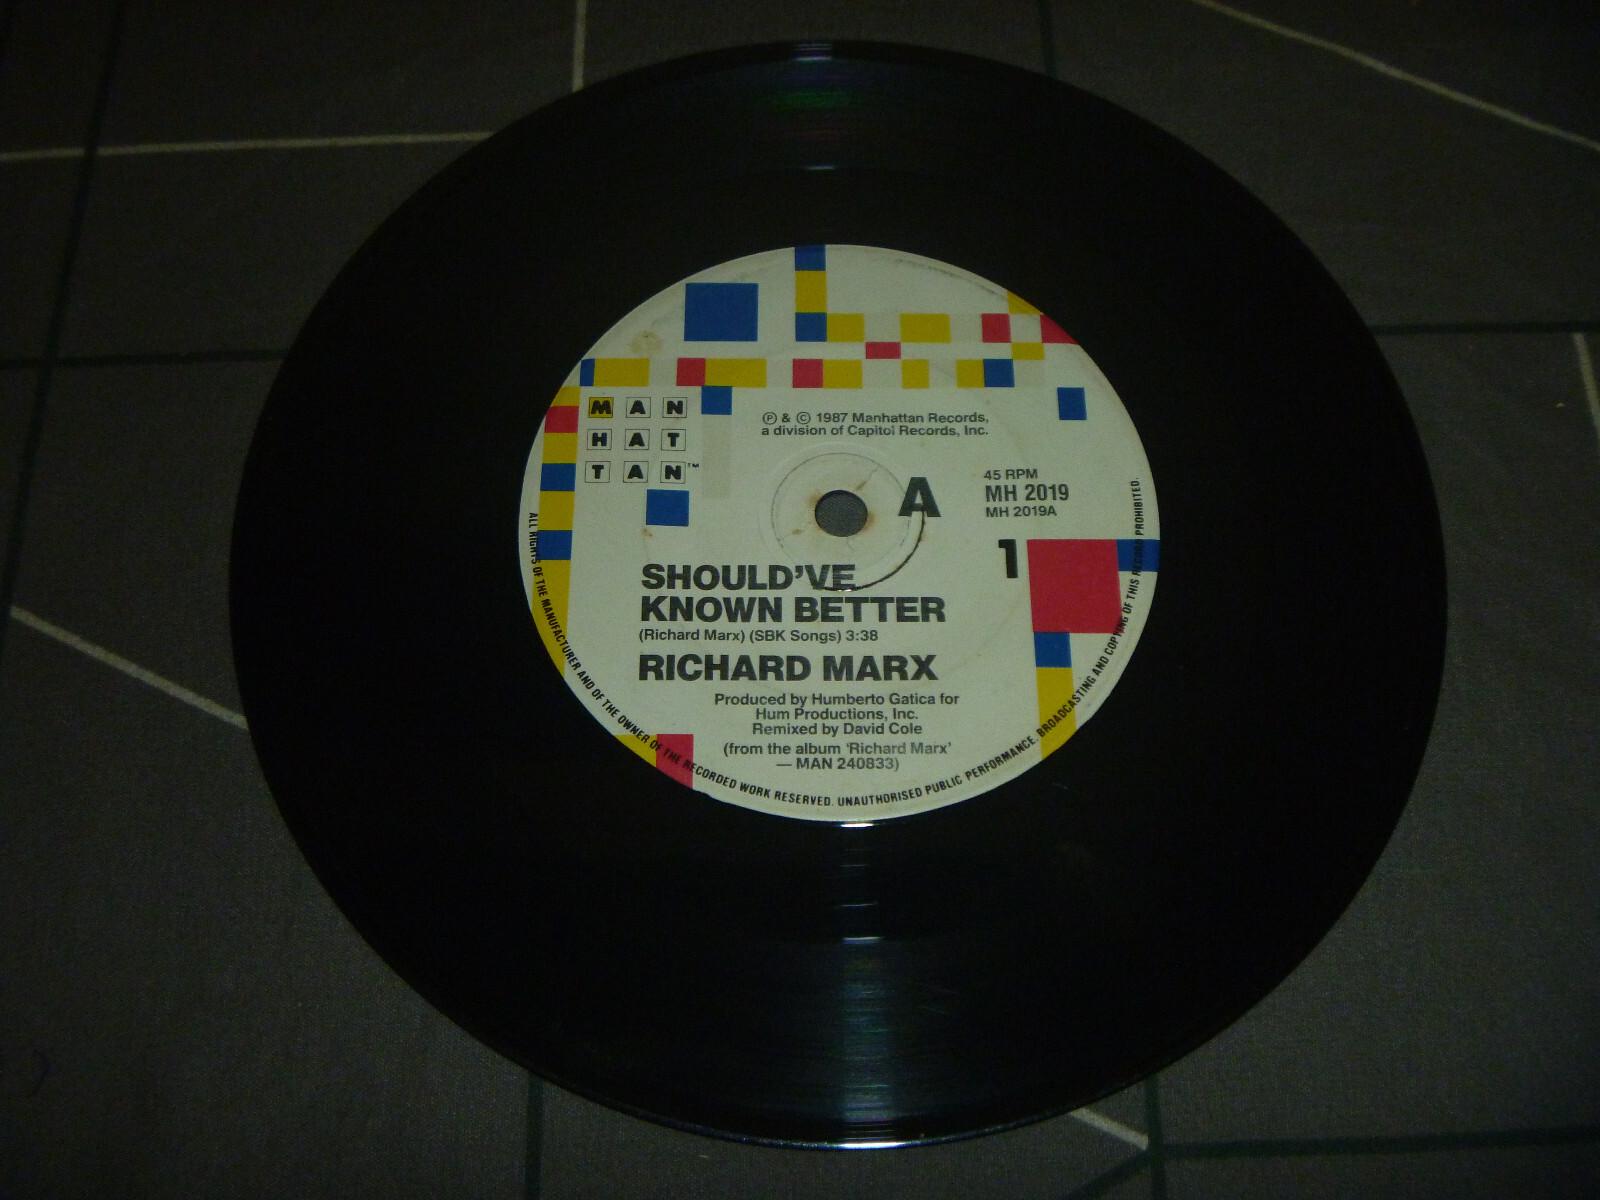 MAN
HAT
TAN™
℗ & © 1987 Manhattan Records,
a division of Capitol Records, Inc.
A
45 RPM
MH 2019
MH 2019A
1
SHOULD'VE
KNOWN BETTER
(Richard Marx) (SBK Songs) 3:38
RICHARD MARX
Produced by Humberto Gatica for
Hum Productions, Inc.
Remixed by David Cole
(from the album 'Richard Marx'
— MAN 240833)
ALL RIGHTS OF THE MANUFACTURER AND OF THE OWNER OF THE RECORDED WORK RESERVED. UNAUTHORISED PUBLIC PERFORMANCE. BROADCASTING AND COPYING OF THIS RECORD PROHIBITED.